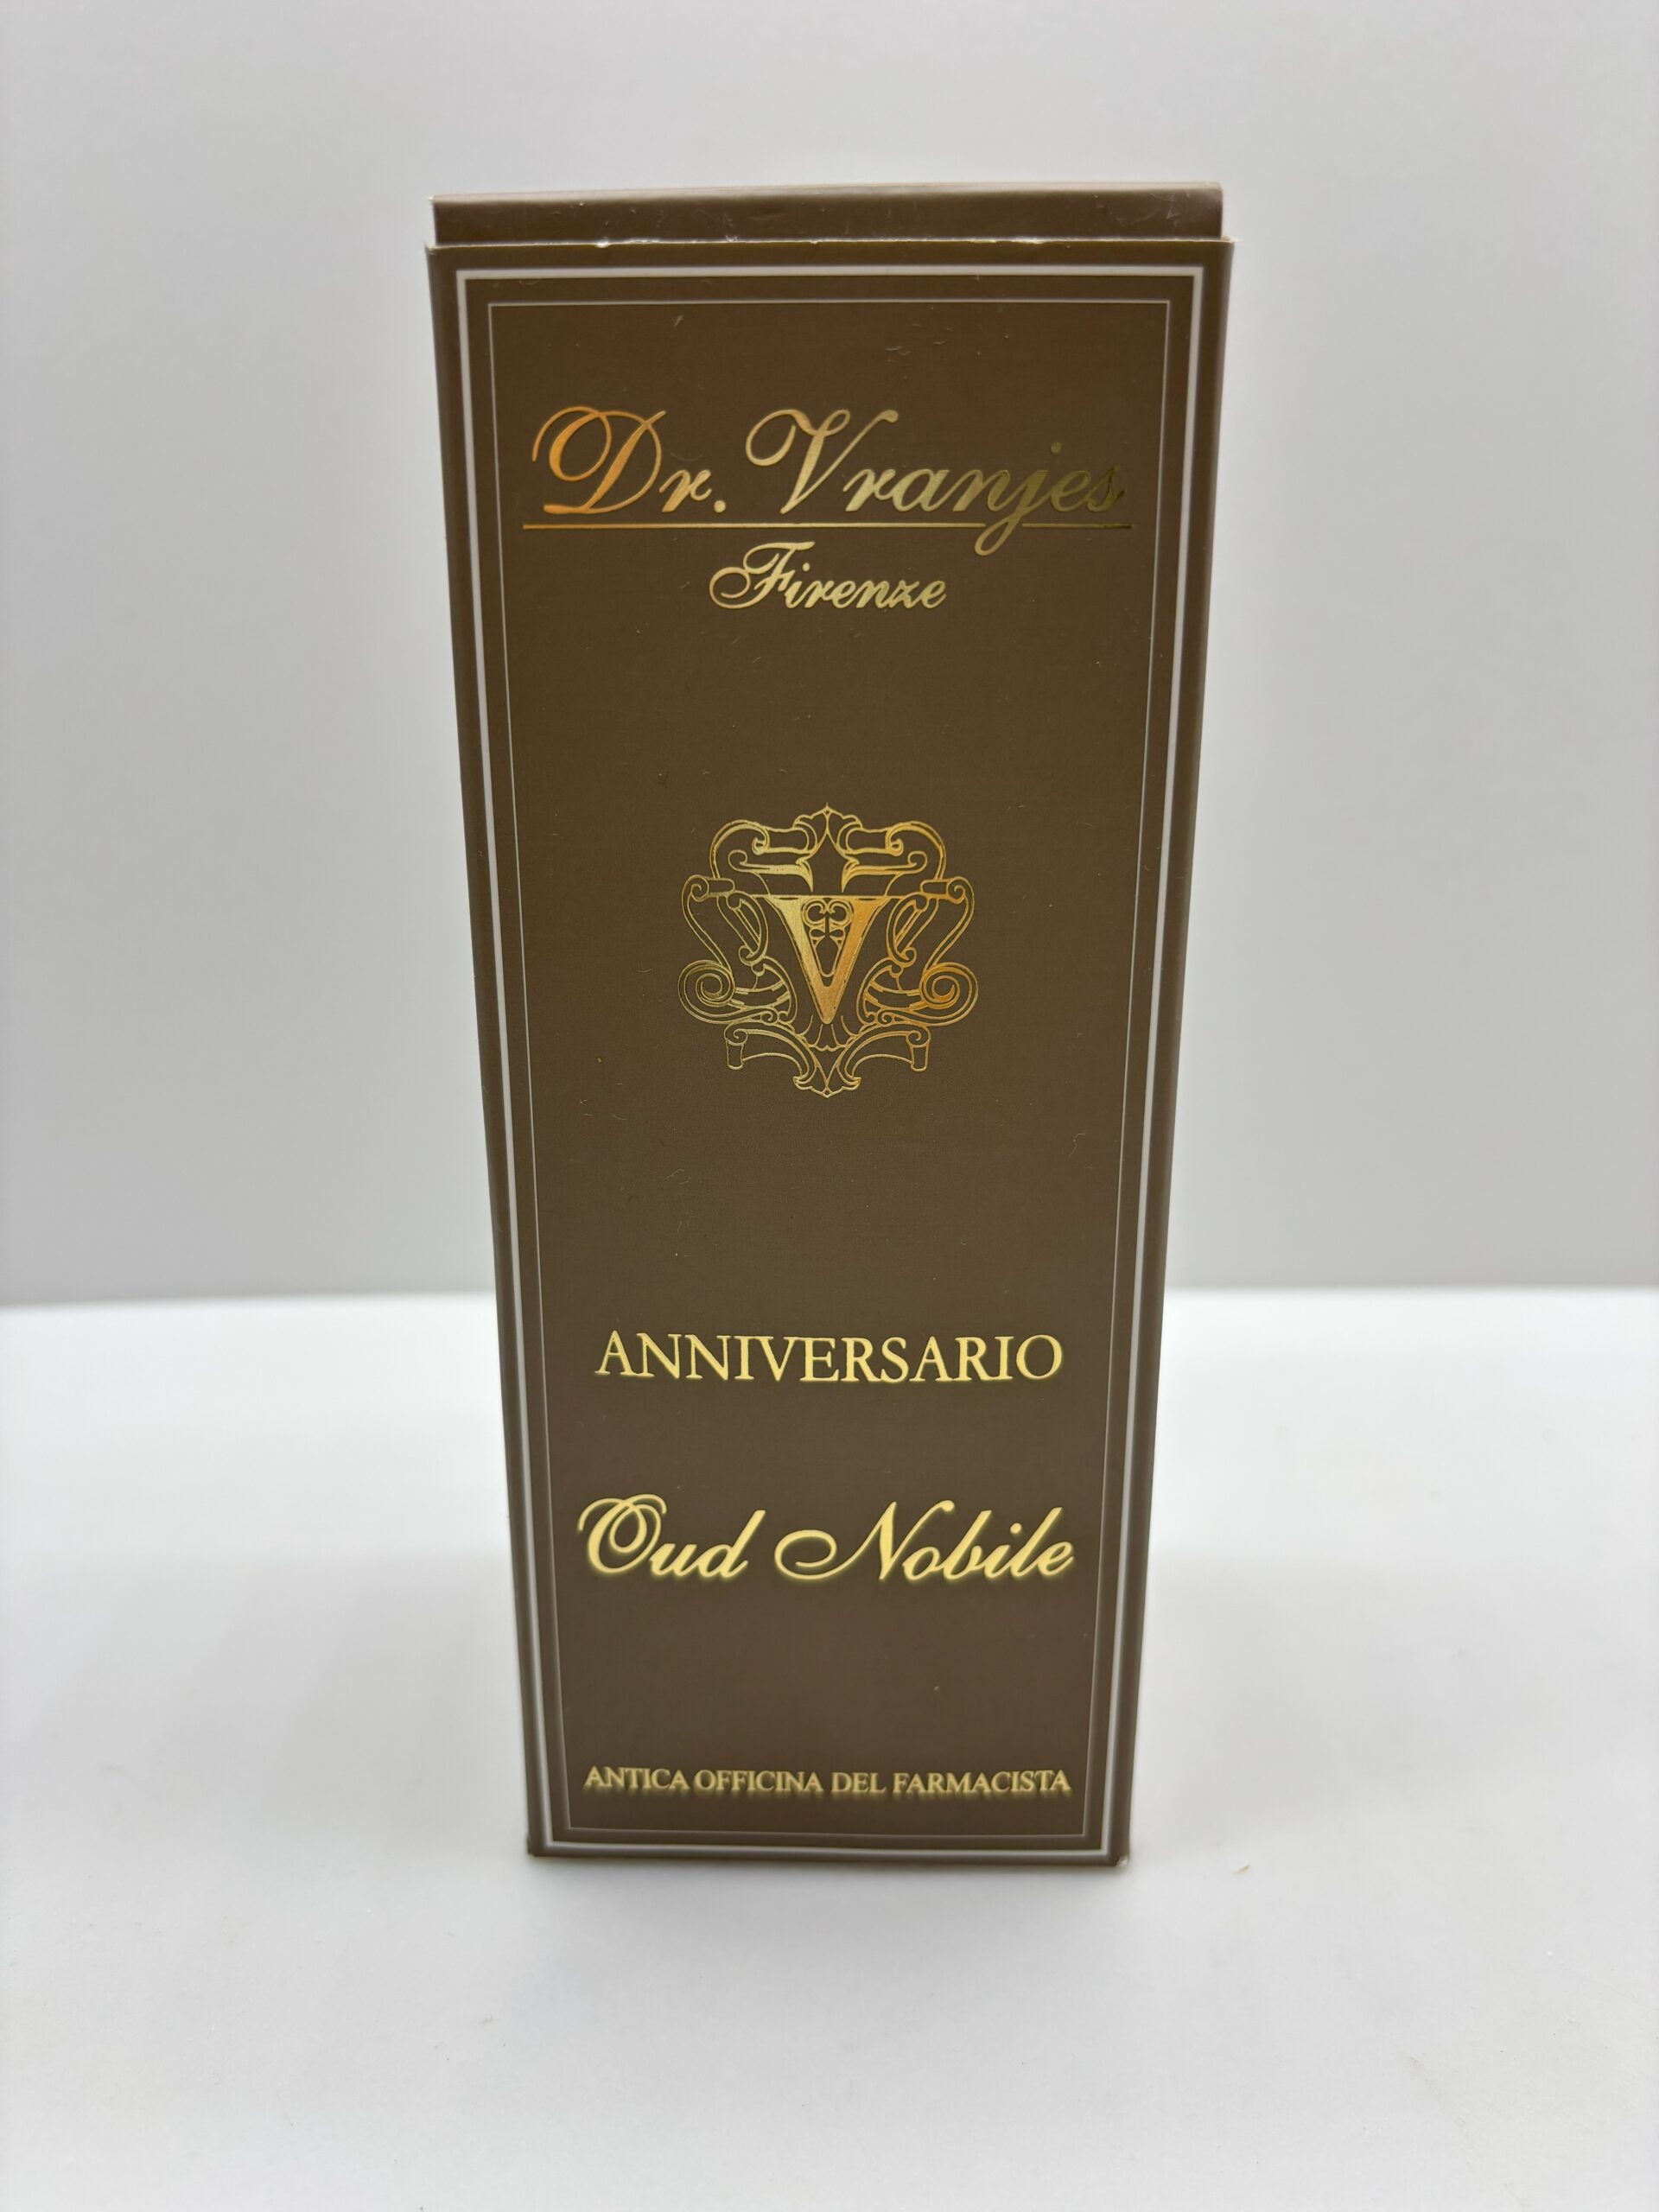 Dr. Vranjes
Firenze
V
ANNIVERSARIO
Oud Nobile
ANTICA OFFICINA DEL FARMACISTA